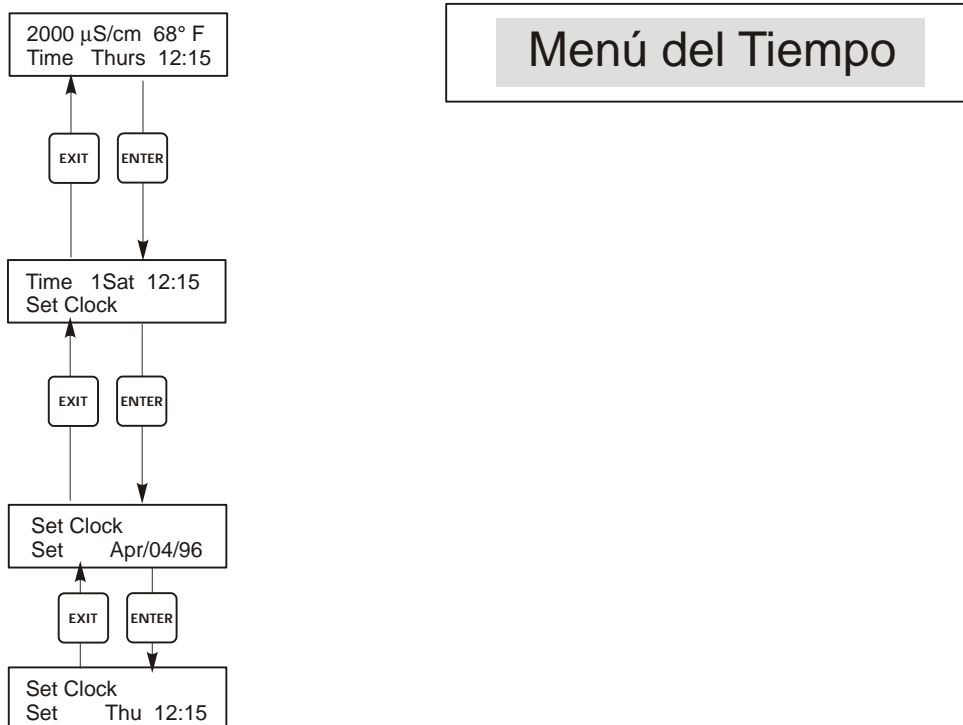 2000 μS/cm 68° F
Time Thurs 12:15
Menú del Tiempo
EXIT
ENTER
Time 1Sat 12:15
Set Clock
EXIT
ENTER
Set Clock
Set Apr/04/96
EXIT
ENTER
Set Clock
Set Thu 12:15